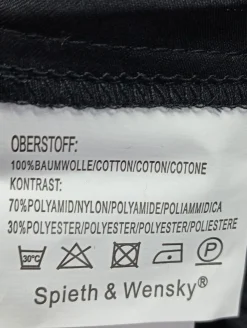 OBERSTOFF:
100%BAUMWOLLE/COTTON/COTON/COTONE
KONTRAST:
70%POLYAMID/NYLON/POLYAMIDE/POLIAMMIDICA
30%POLYESTER/POLYESTER/POLYESTER/POLIESTERE
30°C P
Spieth & Wensky®